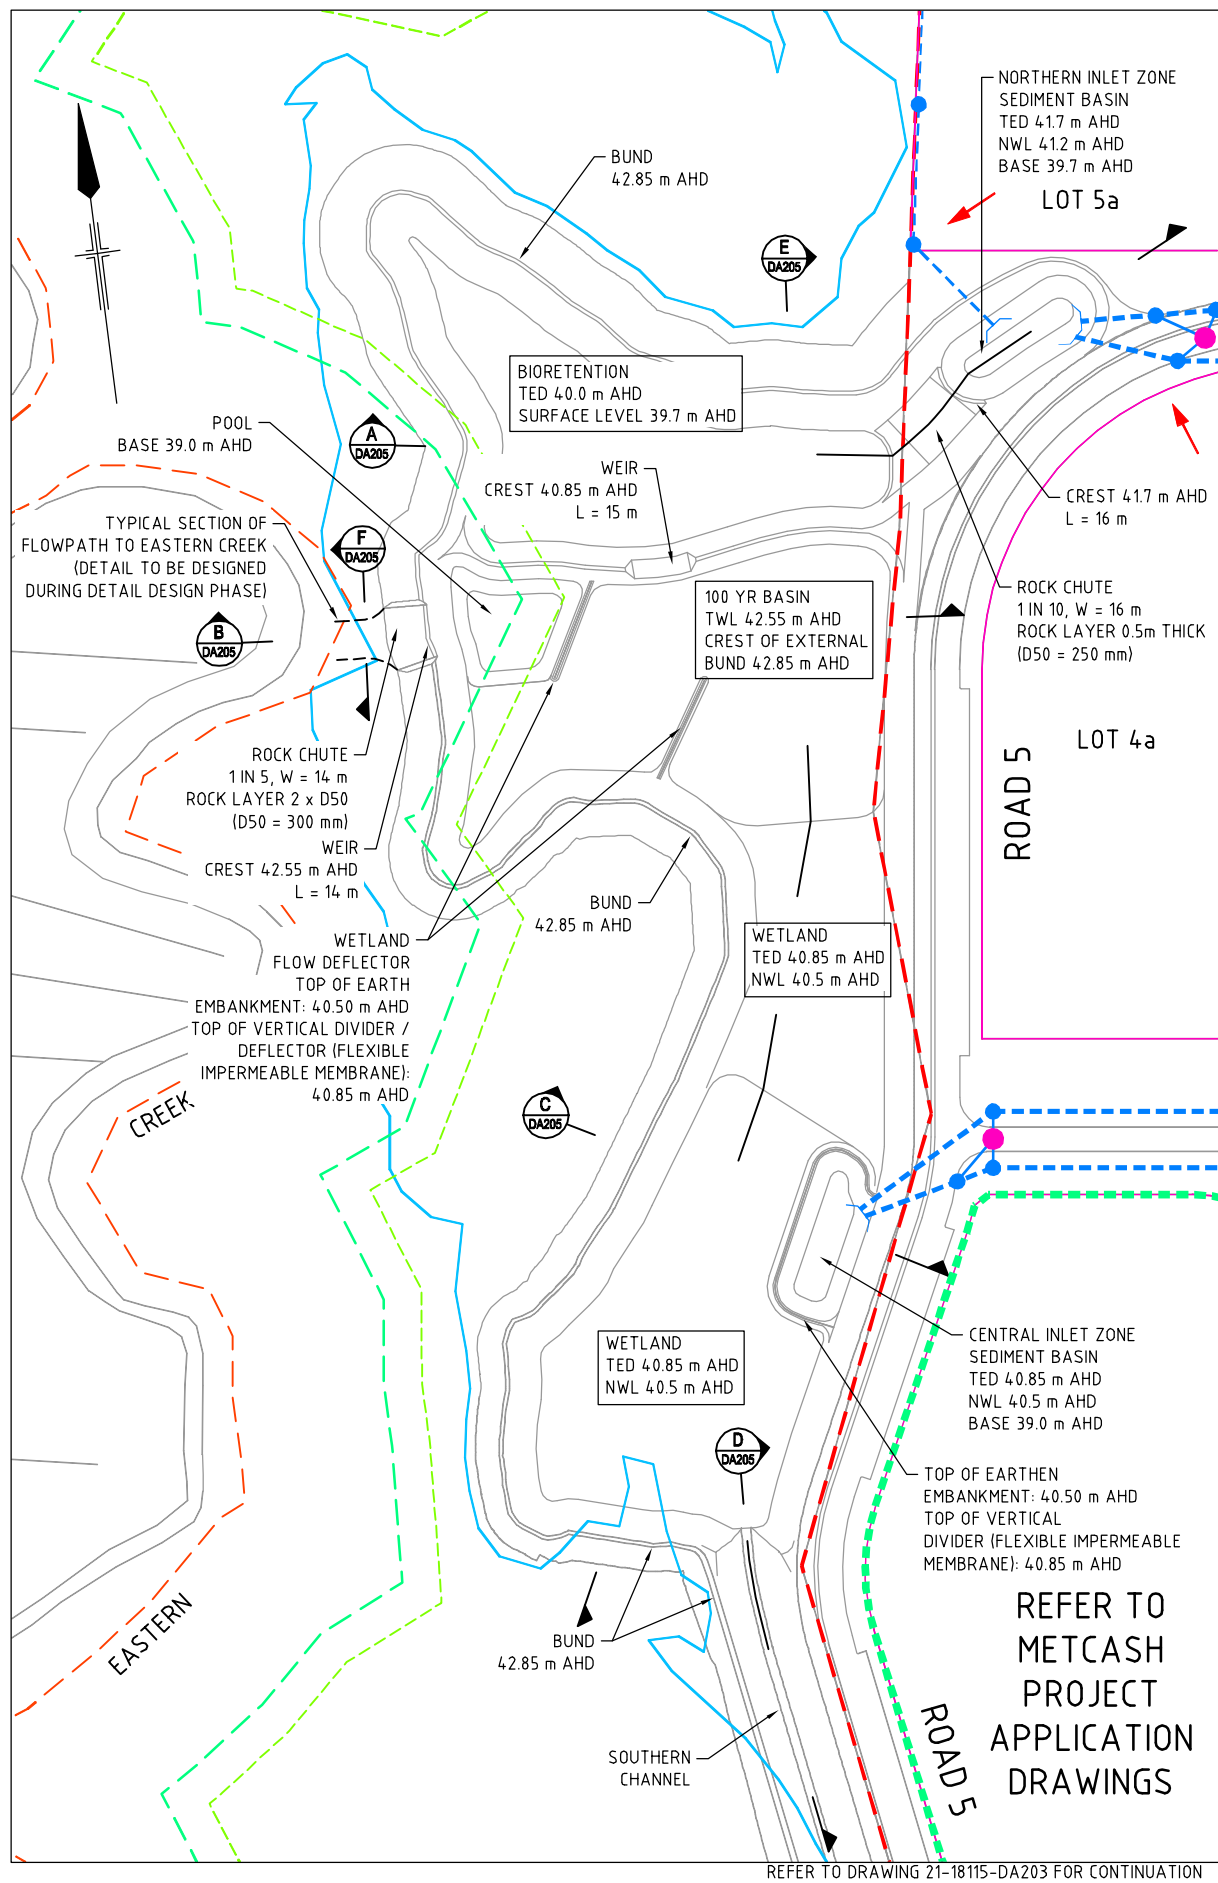 NORTHERN INLET ZONE
SEDIMENT BASIN
TED 41.7 m AHD
NWL 41.2 m AHD
BASE 39.7 m AHD
LOT 5a
BUND
42.85 m AHD
E
DA205
BIORETENTION
TED 40.0 m AHD
SURFACE LEVEL 39.7 m AHD
POOL
BASE 39.0 m AHD
A
DA205
WEIR
CREST 40.85 m AHD
L = 15 m
CREST 41.7 m AHD
L = 16 m
TYPICAL SECTION OF
FLOWPATH TO EASTERN CREEK
(DETAIL TO BE DESIGNED
DURING DETAIL DESIGN PHASE)
F
DA205
B
DA205
100 YR BASIN
TWL 42.55 m AHD
CREST OF EXTERNAL
BUND 42.85 m AHD
ROCK CHUTE
1 IN 10, W = 16 m
ROCK LAYER 0.5m THICK
(D50 = 250 mm)
ROAD 5
LOT 4a
ROCK CHUTE
1 IN 5, W = 14 m
ROCK LAYER 2 x D50
(D50 = 300 mm)
WEIR
CREST 42.55 m AHD
L = 14 m
BUND
42.85 m AHD
WETLAND
TED 40.85 m AHD
NWL 40.5 m AHD
WETLAND
FLOW DEFLECTOR
TOP OF EARTH
EMBANKMENT: 40.50 m AHD
TOP OF VERTICAL DIVIDER /
DEFLECTOR (FLEXIBLE
IMPERMEABLE MEMBRANE):
40.85 m AHD
CREEK
C
DA205
CENTRAL INLET ZONE
SEDIMENT BASIN
TED 40.85 m AHD
NWL 40.5 m AHD
BASE 39.0 m AHD
WETLAND
TED 40.85 m AHD
NWL 40.5 m AHD
D
DA205
TOP OF EARTHEN
EMBANKMENT: 40.50 m AHD
TOP OF VERTICAL
DIVIDER (FLEXIBLE IMPERMEABLE
MEMBRANE): 40.85 m AHD
EASTERN
BUND
42.85 m AHD
REFER TO
METCASH
PROJECT
APPLICATION
DRAWINGS
SOUTHERN
CHANNEL
ROAD 5
REFER TO DRAWING 21-18115-DA203 FOR CONTINUATION